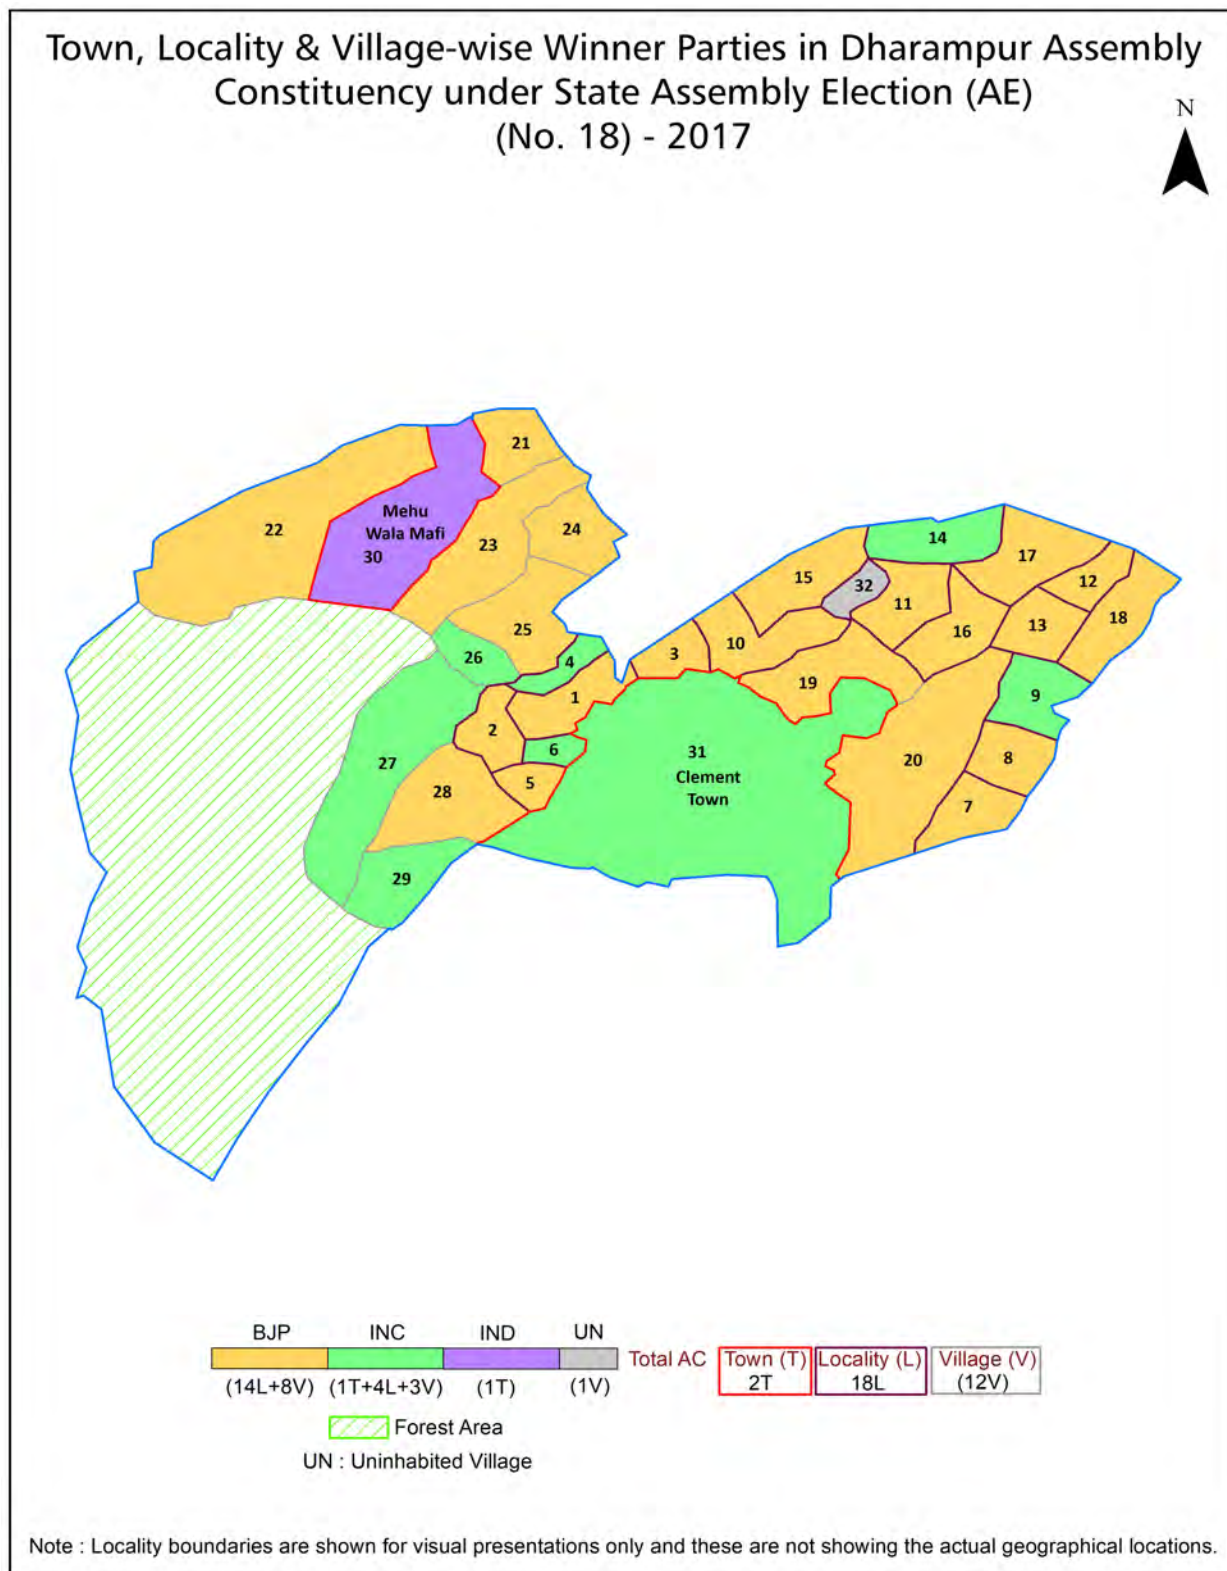 Town, Locality & Village-wise Winner Parties in Dharampur Assembly
Constituency under State Assembly Election (AE)
(No. 18) - 2017
N
21
22
Mehu
Wala Mafi
30
23
24
14
17
15
32
12
11
25
16
13
18
26
4
3
10
1
19
9
2
6
31
Clement
Town
20
8
27
5
28
7
29
BJP INC IND UN
Total AC Town (T) Locality (L) Village (V)
2T 18L (12V)
(14L+8V) (1T+4L+3V) (1T) (1V)
Forest Area
UN : Uninhabited Village
Note : Locality boundaries are shown for visual presentations only and these are not showing the actual geographical locations.